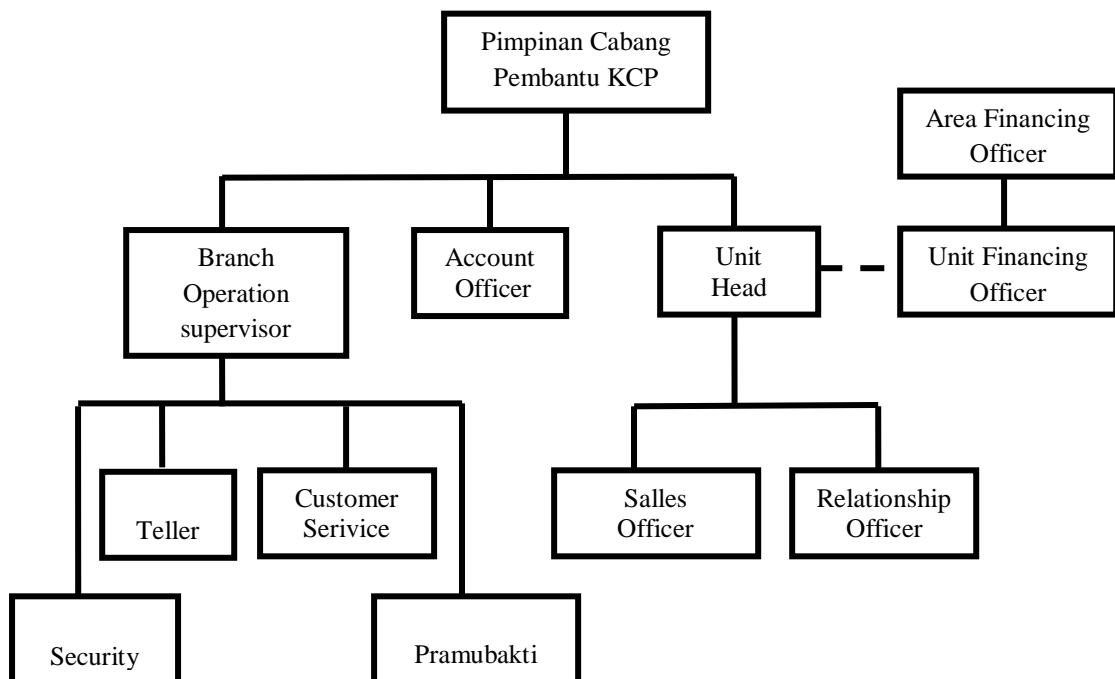 Pimpinan Cabang
Pembantu KCP
Area Financing
Officer
Branch
Operation
supervisor
Account
Officer
Unit
Head
Unit Financing
Officer
Teller
Customer
Serivice
Salles
Officer
Relationship
Officer
Security
Pramubakti